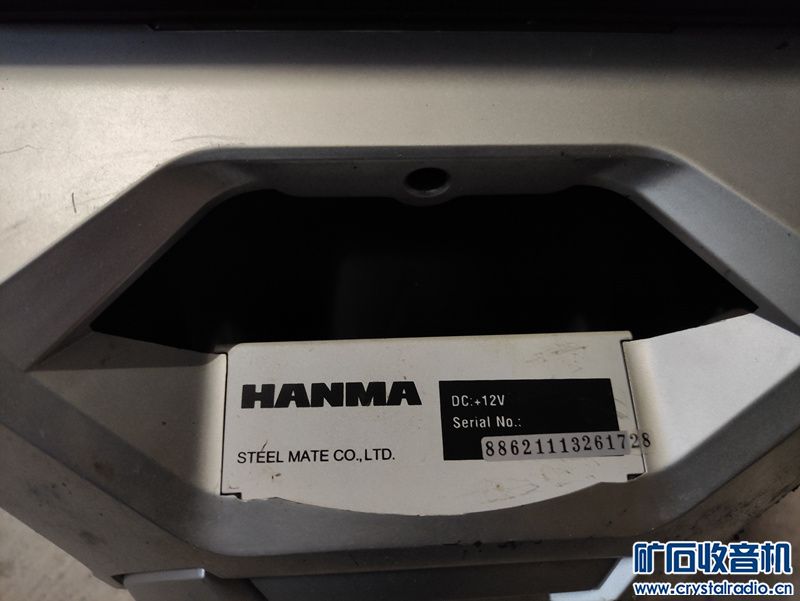 HANMA
STEEL MATE CO.,LTD.
DC:+12V
Serial No.:
88621113261728
矿石收音机
www.crystalradio.cn